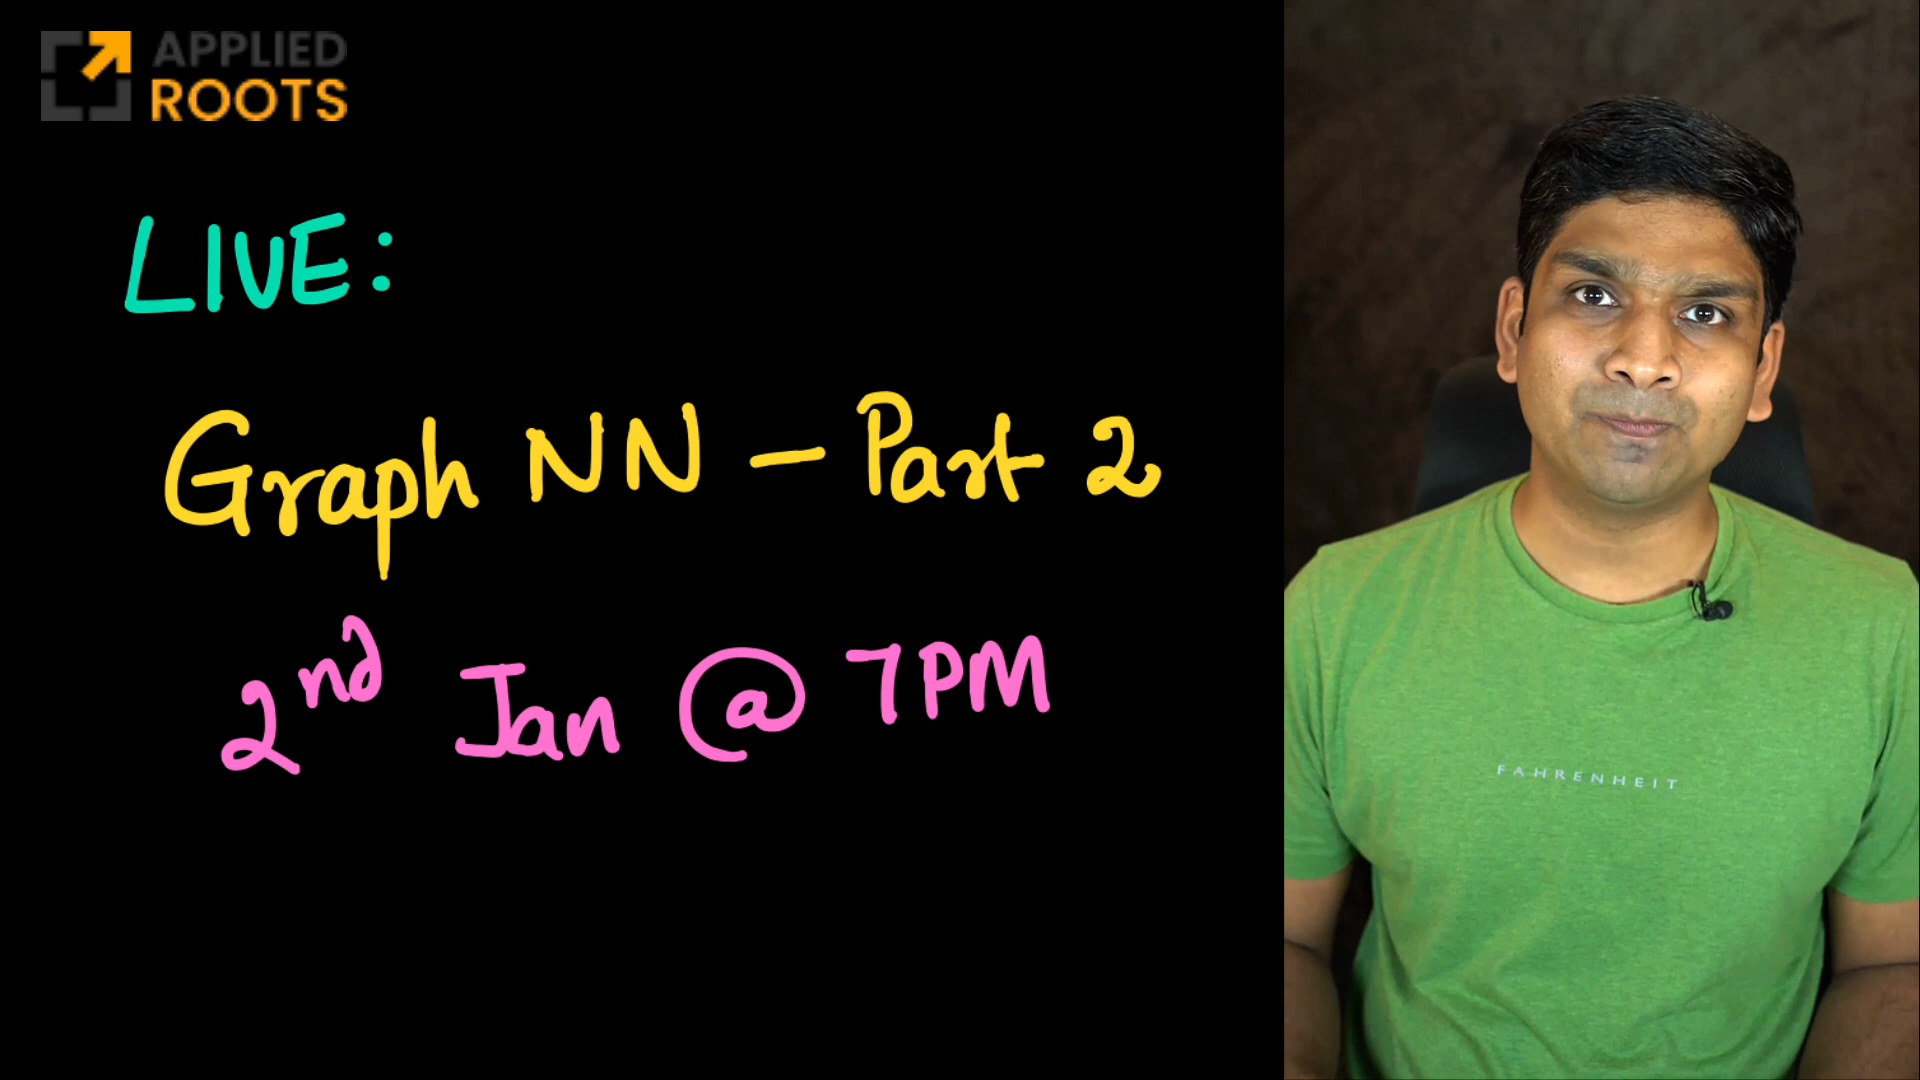 APPLIED
ROOTS
LIVE:
Graph NN - Part 2
2nd Jan @ 7PM
FAHRENHEIT